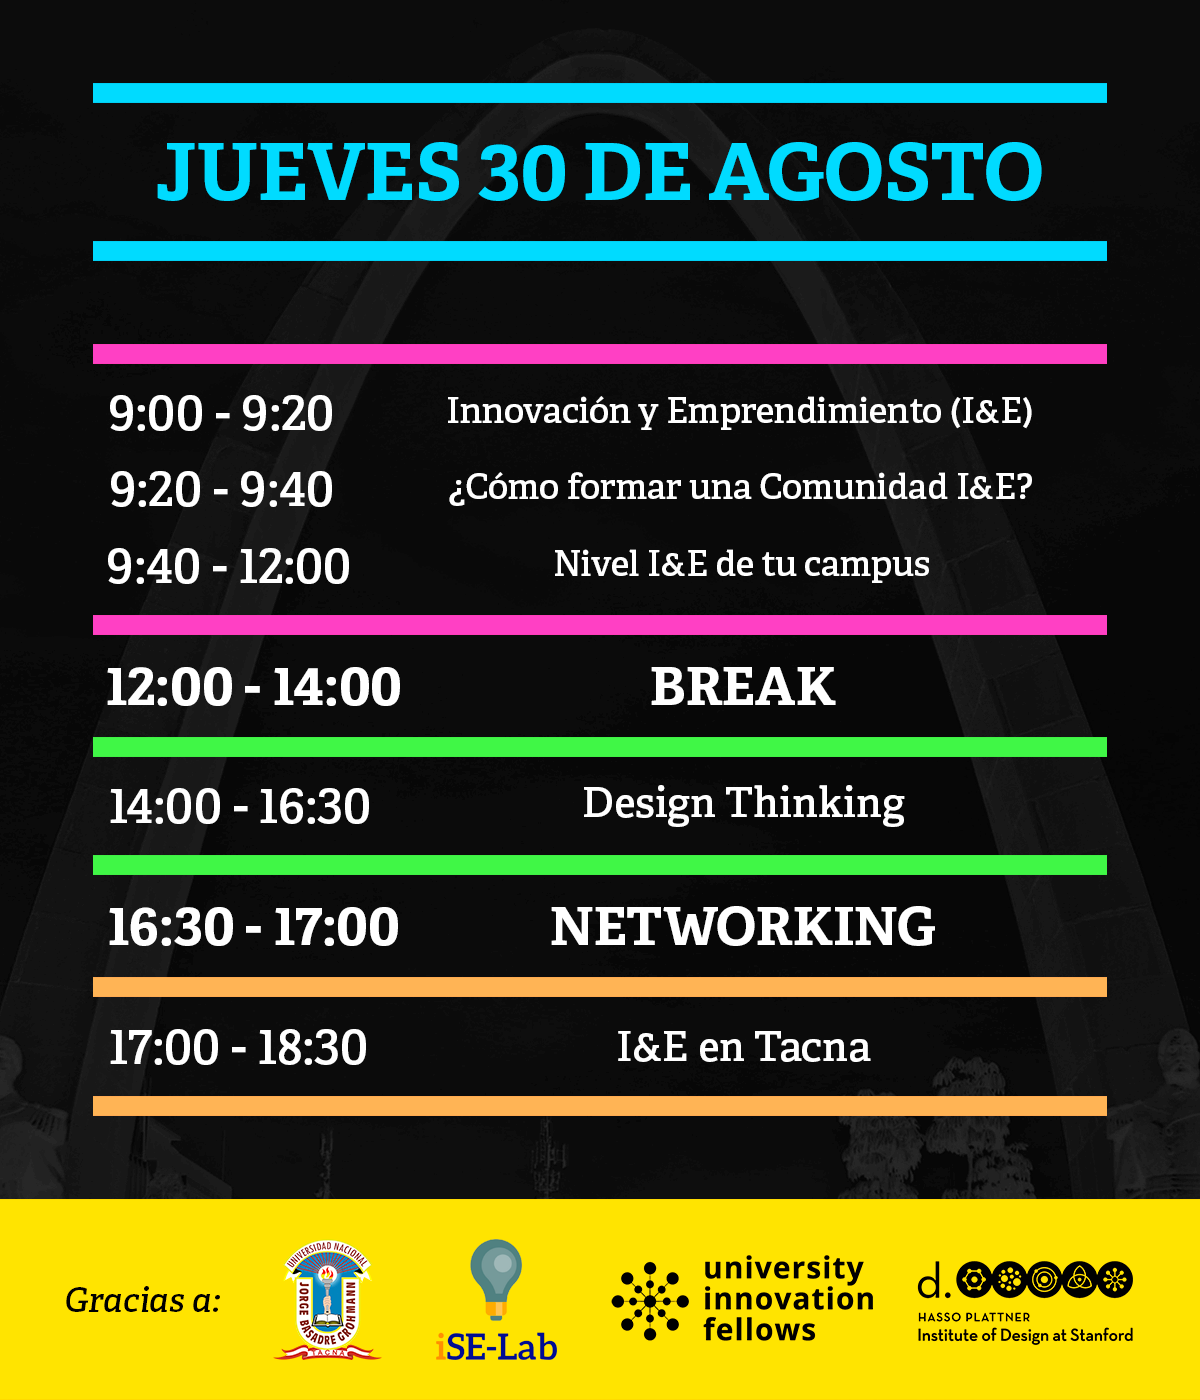 JUEVES 30 DE AGOSTO
9:00 - 9:20 Innovación y Emprendimiento (I&E)
9:20 - 9:40 ¿Cómo formar una Comunidad I&E?
9:40 - 12:00 Nivel I&E de tu campus
12:00 - 14:00 BREAK
14:00 - 16:30 Design Thinking
16:30 - 17:00 NETWORKING
17:00 - 18:30 I&E en Tacna
Gracias a:
UNIVERSIDAD NACIONAL
JORGE BASADRE GROHMANN
TACNA
iSE-Lab
university
innovation
fellows
d.
HASSO PLATTNER
Institute of Design at Stanford